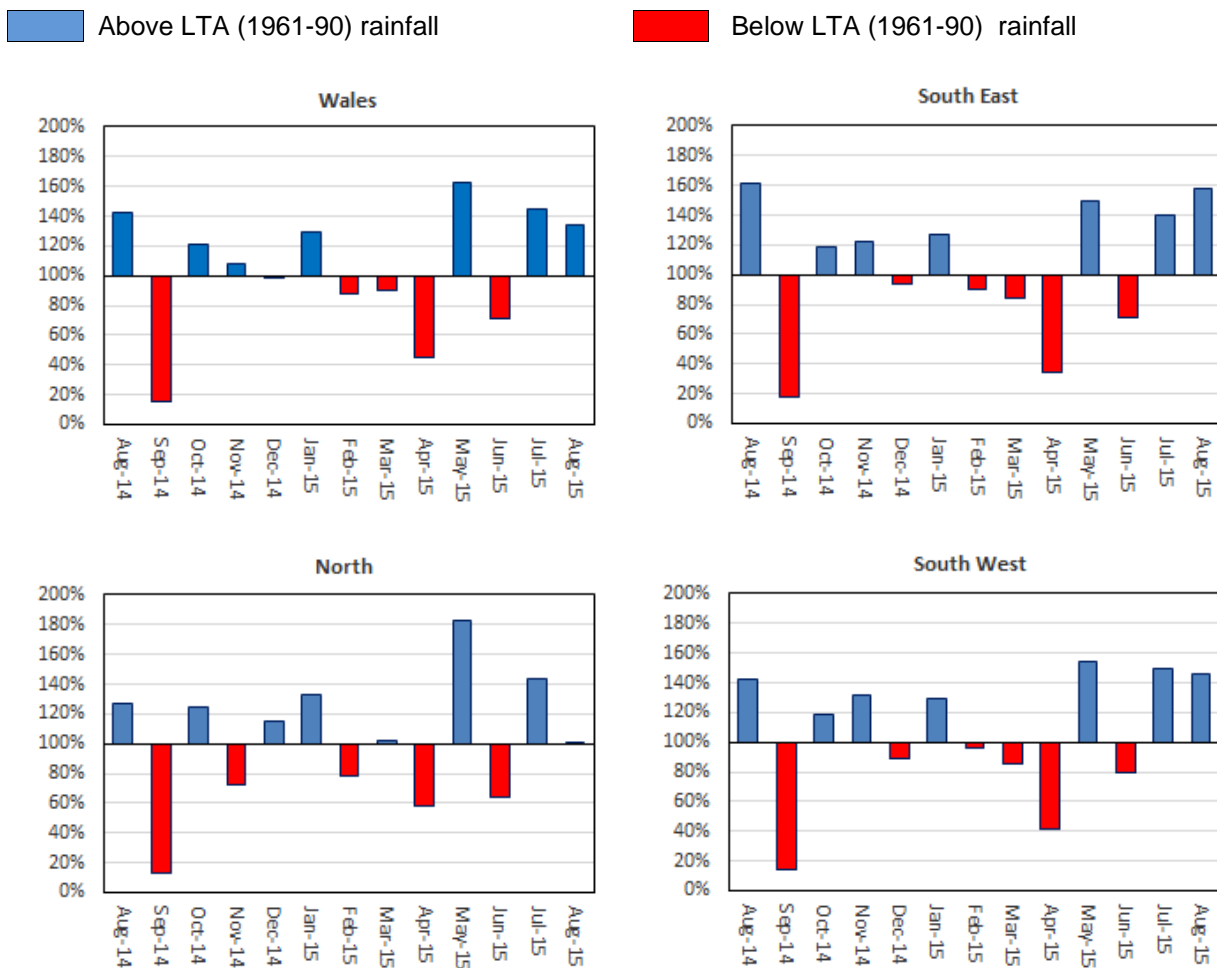 Above LTA (1961-90) rainfall
Below LTA (1961-90) rainfall
Wales
200%
180%
160%
140%
120%
100%
80%
60%
40%
20%
0%
Aug-14
Sep-14
Oct-14
Nov-14
Dec-14
Jan-15
Feb-15
Mar-15
Apr-15
May-15
Jun-15
Jul-15
Aug-15
South East
200%
180%
160%
140%
120%
100%
80%
60%
40%
20%
0%
Aug-14
Sep-14
Oct-14
Nov-14
Dec-14
Jan-15
Feb-15
Mar-15
Apr-15
May-15
Jun-15
Jul-15
Aug-15
North
200%
180%
160%
140%
120%
100%
80%
60%
40%
20%
0%
Aug-14
Sep-14
Oct-14
Nov-14
Dec-14
Jan-15
Feb-15
Mar-15
Apr-15
May-15
Jun-15
Jul-15
Aug-15
South West
200%
180%
160%
140%
120%
100%
80%
60%
40%
20%
0%
Aug-14
Sep-14
Oct-14
Nov-14
Dec-14
Jan-15
Feb-15
Mar-15
Apr-15
May-15
Jun-15
Jul-15
Aug-15